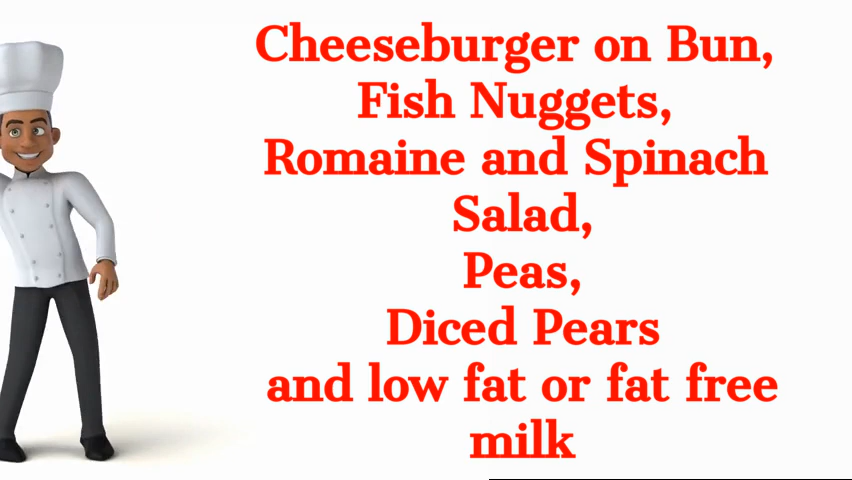 Cheeseburger on Bun,
Fish Nuggets,
Romaine and Spinach
Salad,
Peas,
Diced Pears
and low fat or fat free
milk